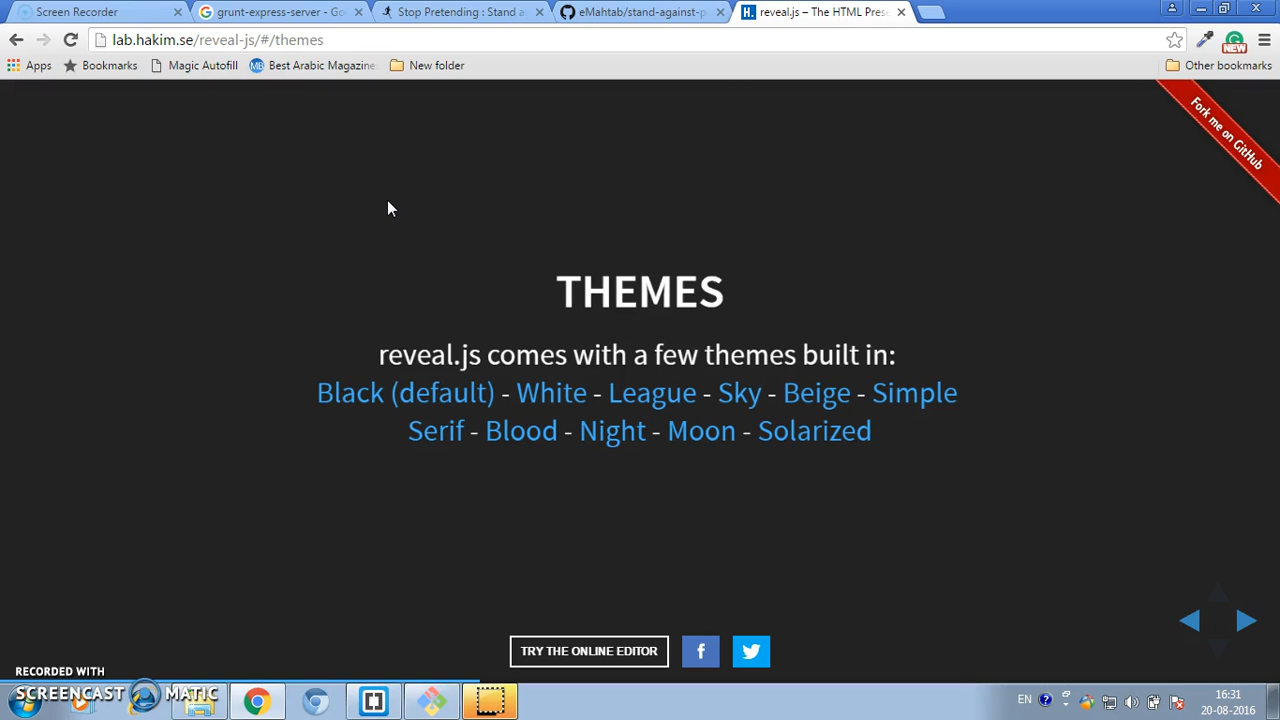 Screen Recorder
grunt-express-server - Go
Stop Pretending : Stand a
eMahtab/stand-against-p
H. reveal.js – The HTML Pres
lab.hakim.se/reveal-js/#/themes
NEW
Apps
Bookmarks
Magic Autofill
MB Best Arabic Magazine
New folder
Other bookmarks
Fork me on GitHub
THEMES
reveal.js comes with a few themes built in:
Black (default) - White - League - Sky - Beige - Simple
Serif - Blood - Night - Moon - Solarized
TRY THE ONLINE EDITOR
RECORDED WITH
SCREENCAST MATIC
EN
16:31
20-08-2016